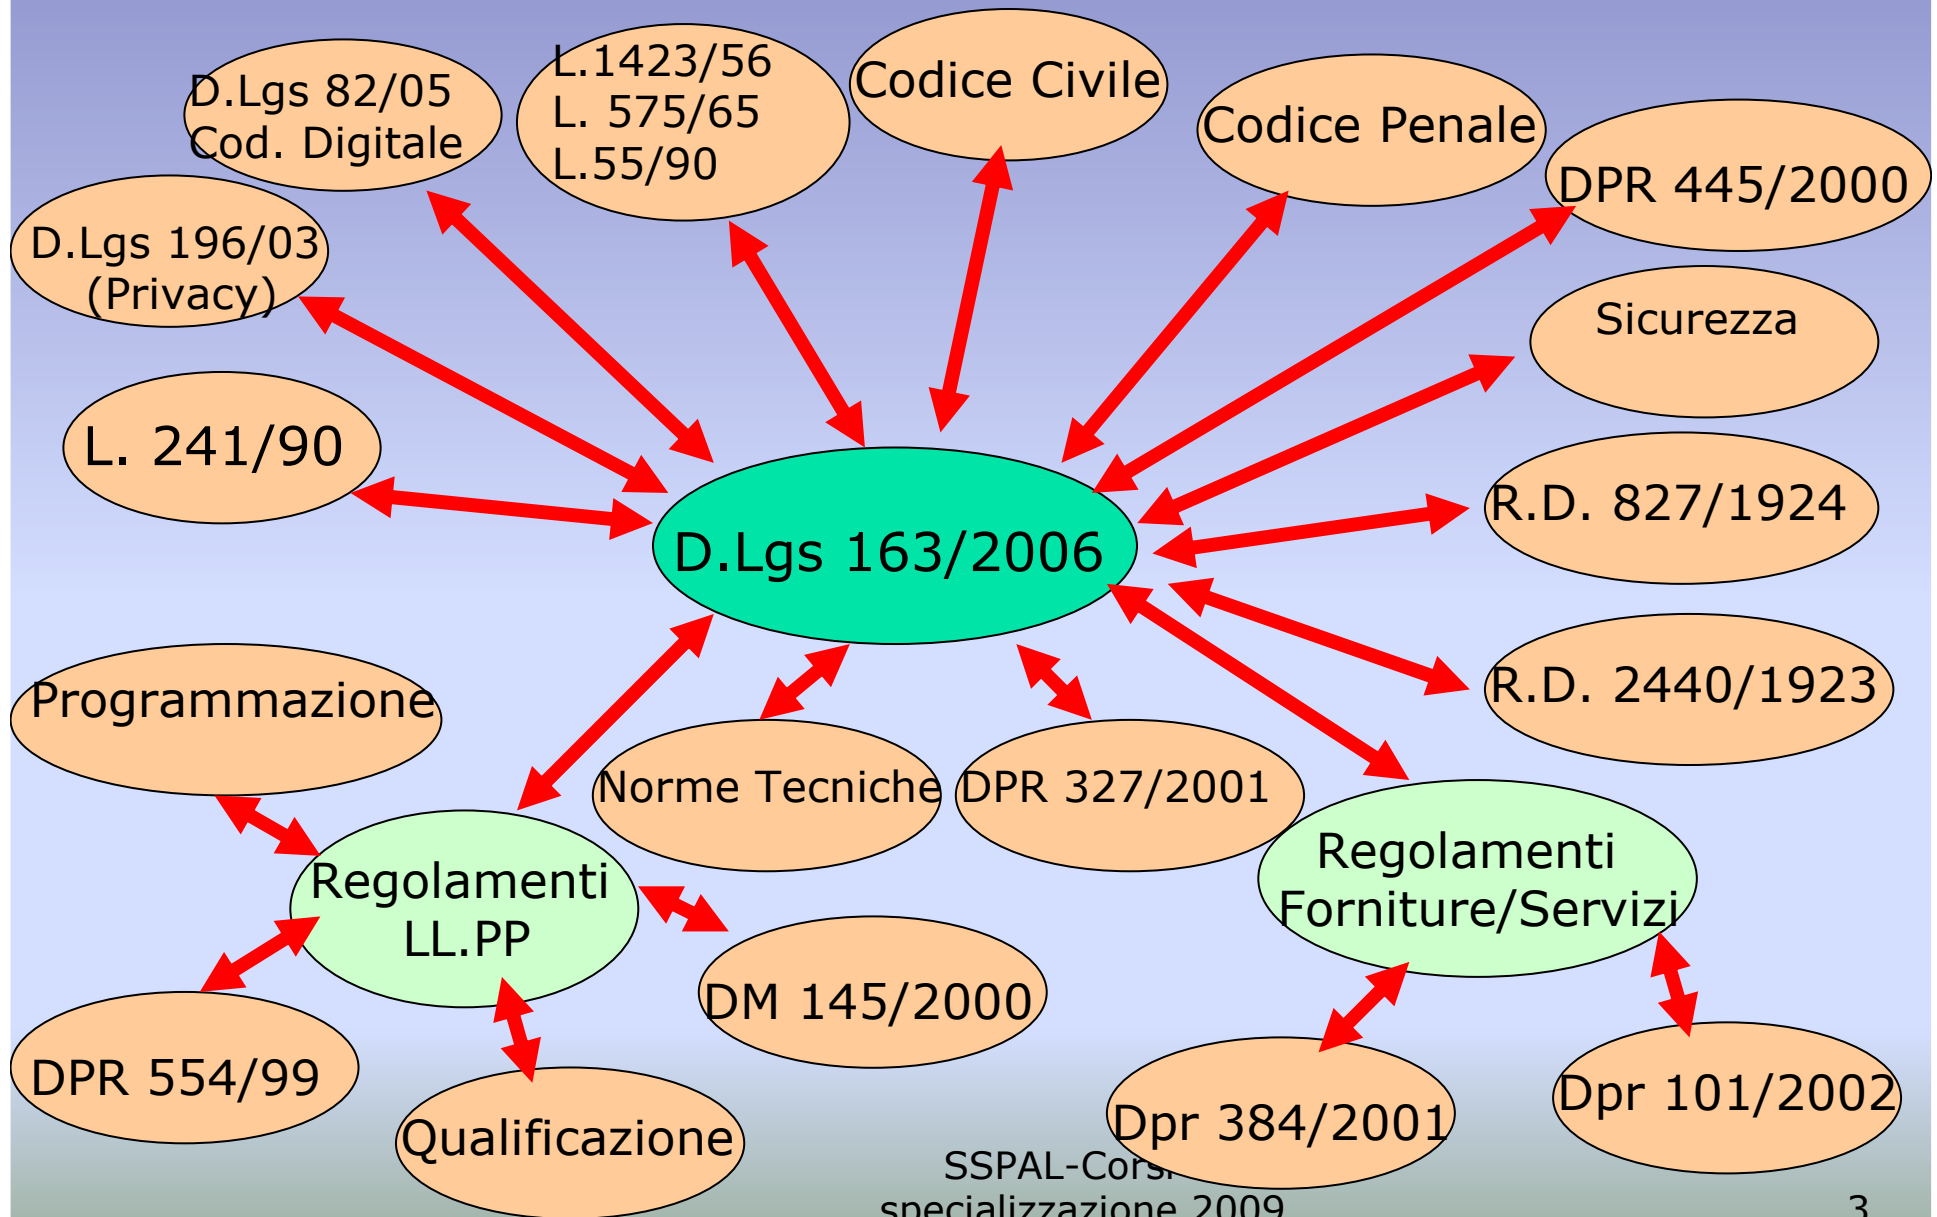 D.Lgs 82/05
Cod. Digitale
L.1423/56
L. 575/65
L.55/90
Codice Civile
Codice Penale
DPR 445/2000
D.Lgs 196/03
(Privacy)
Sicurezza
L. 241/90
R.D. 827/1924
D.Lgs 163/2006
R.D. 2440/1923
Programmazione
Norme Tecniche
DPR 327/2001
Regolamenti
LL.PP
Regolamenti
Forniture/Servizi
DM 145/2000
DPR 554/99
Qualificazione
Dpr 384/2001
Dpr 101/2002
SSPAL-Corsi
specializzazione 2009
3